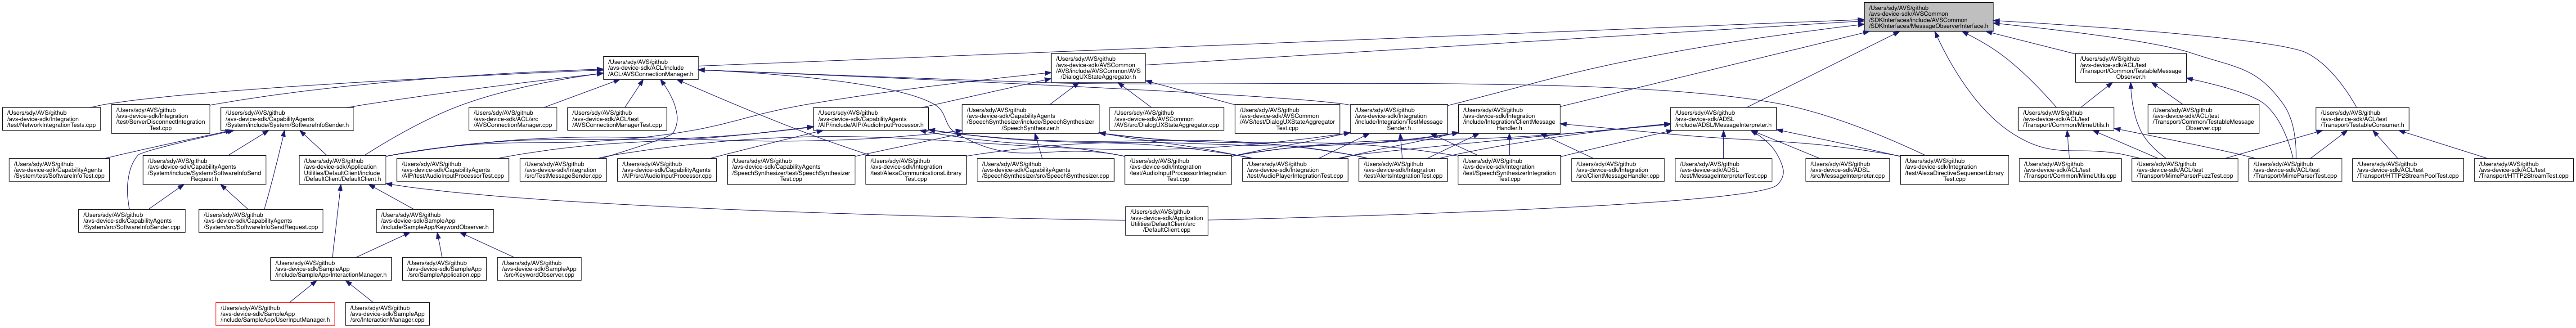 /Users/sdy/AVS/github
/avs-device-sdk/AVSCommon
/SDKInterfaces/include/AVSCommon
/SDKInterfaces/MessageObserverInterface.h
/Users/sdy/AVS/github
/avs-device-sdk/ACL/include
/ACL/AVSConnectionManager.h
/Users/sdy/AVS/github
/avs-device-sdk/AVSCommon
/AVS/include/AVSCommon/AVS
/DialogUXStateAggregator.h
/Users/sdy/AVS/github
/avs-device-sdk/ACL/test
/Transport/Common/TestableMessage
Observer.h
/Users/sdy/AVS/github
/avs-device-sdk/Integration
/test/NetworkIntegrationTests.cpp
/Users/sdy/AVS/github
/avs-device-sdk/Integration
/test/ServerDisconnectIntegration
Test.cpp
/Users/sdy/AVS/github
/avs-device-sdk/CapabilityAgents
/System/include/System/SoftwareInfoSender.h
/Users/sdy/AVS/github
/avs-device-sdk/ACL/src
/AVSConnectionManager.cpp
/Users/sdy/AVS/github
/avs-device-sdk/ACL/test
/AVSConnectionManagerTest.cpp
/Users/sdy/AVS/github
/avs-device-sdk/CapabilityAgents
/AIP/include/AIP/AudioInputProcessor.h
/Users/sdy/AVS/github
/avs-device-sdk/CapabilityAgents
/SpeechSynthesizer/include/SpeechSynthesizer
/SpeechSynthesizer.h
/Users/sdy/AVS/github
/avs-device-sdk/AVSCommon
/AVS/src/DialogUXStateAggregator.cpp
/Users/sdy/AVS/github
/avs-device-sdk/AVSCommon
/AVS/test/DialogUXStateAggregator
Test.cpp
/Users/sdy/AVS/github
/avs-device-sdk/Integration
/include/Integration/TestMessage
Sender.h
/Users/sdy/AVS/github
/avs-device-sdk/Integration
/include/Integration/ClientMessage
Handler.h
/Users/sdy/AVS/github
/avs-device-sdk/ADSL
/include/ADSL/MessageInterpreter.h
/Users/sdy/AVS/github
/avs-device-sdk/ACL/test
/Transport/Common/MimeUtils.h
/Users/sdy/AVS/github
/avs-device-sdk/ACL/test
/Transport/Common/TestableMessage
Observer.cpp
/Users/sdy/AVS/github
/avs-device-sdk/ACL/test
/Transport/TestableConsumer.h
/Users/sdy/AVS/github
/avs-device-sdk/CapabilityAgents
/System/test/SoftwareInfoTest.cpp
/Users/sdy/AVS/github
/avs-device-sdk/CapabilityAgents
/System/include/System/SoftwareInfoSend
Request.h
/Users/sdy/AVS/github
/avs-device-sdk/Application
Utilities/DefaultClient/include
/DefaultClient/DefaultClient.h
/Users/sdy/AVS/github
/avs-device-sdk/CapabilityAgents
/AIP/test/AudioInputProcessorTest.cpp
/Users/sdy/AVS/github
/avs-device-sdk/Integration
/src/TestMessageSender.cpp
/Users/sdy/AVS/github
/avs-device-sdk/CapabilityAgents
/AIP/src/AudioInputProcessor.cpp
/Users/sdy/AVS/github
/avs-device-sdk/CapabilityAgents
/SpeechSynthesizer/test/SpeechSynthesizer
Test.cpp
/Users/sdy/AVS/github
/avs-device-sdk/Integration
/test/AlexaCommunicationsLibrary
Test.cpp
/Users/sdy/AVS/github
/avs-device-sdk/CapabilityAgents
/SpeechSynthesizer/src/SpeechSynthesizer.cpp
/Users/sdy/AVS/github
/avs-device-sdk/Integration
/test/AudioInputProcessorIntegration
Test.cpp
/Users/sdy/AVS/github
/avs-device-sdk/Integration
/test/AudioPlayerIntegrationTest.cpp
/Users/sdy/AVS/github
/avs-device-sdk/Integration
/test/AlertsIntegrationTest.cpp
/Users/sdy/AVS/github
/avs-device-sdk/Integration
/test/SpeechSynthesizerIntegration
Test.cpp
/Users/sdy/AVS/github
/avs-device-sdk/Integration
/src/ClientMessageHandler.cpp
/Users/sdy/AVS/github
/avs-device-sdk/ADSL
/test/MessageInterpreterTest.cpp
/Users/sdy/AVS/github
/avs-device-sdk/ADSL
/src/MessageInterpreter.cpp
/Users/sdy/AVS/github
/avs-device-sdk/Integration
/test/AlexaDirectiveSequencerLibrary
Test.cpp
/Users/sdy/AVS/github
/avs-device-sdk/ACL/test
/Transport/Common/MimeUtils.cpp
/Users/sdy/AVS/github
/avs-device-sdk/ACL/test
/Transport/MimeParserFuzzTest.cpp
/Users/sdy/AVS/github
/avs-device-sdk/ACL/test
/Transport/MimeParserTest.cpp
/Users/sdy/AVS/github
/avs-device-sdk/ACL/test
/Transport/HTTP2StreamPoolTest.cpp
/Users/sdy/AVS/github
/avs-device-sdk/ACL/test
/Transport/HTTP2StreamTest.cpp
/Users/sdy/AVS/github
/avs-device-sdk/CapabilityAgents
/System/src/SoftwareInfoSender.cpp
/Users/sdy/AVS/github
/avs-device-sdk/CapabilityAgents
/System/src/SoftwareInfoSendRequest.cpp
/Users/sdy/AVS/github
/avs-device-sdk/SampleApp
/include/SampleApp/KeywordObserver.h
/Users/sdy/AVS/github
/avs-device-sdk/Application
Utilities/DefaultClient/src
/DefaultClient.cpp
/Users/sdy/AVS/github
/avs-device-sdk/SampleApp
/include/SampleApp/InteractionManager.h
/Users/sdy/AVS/github
/avs-device-sdk/SampleApp
/src/SampleApplication.cpp
/Users/sdy/AVS/github
/avs-device-sdk/SampleApp
/src/KeywordObserver.cpp
/Users/sdy/AVS/github
/avs-device-sdk/SampleApp
/include/SampleApp/UserInputManager.h
/Users/sdy/AVS/github
/avs-device-sdk/SampleApp
/src/InteractionManager.cpp